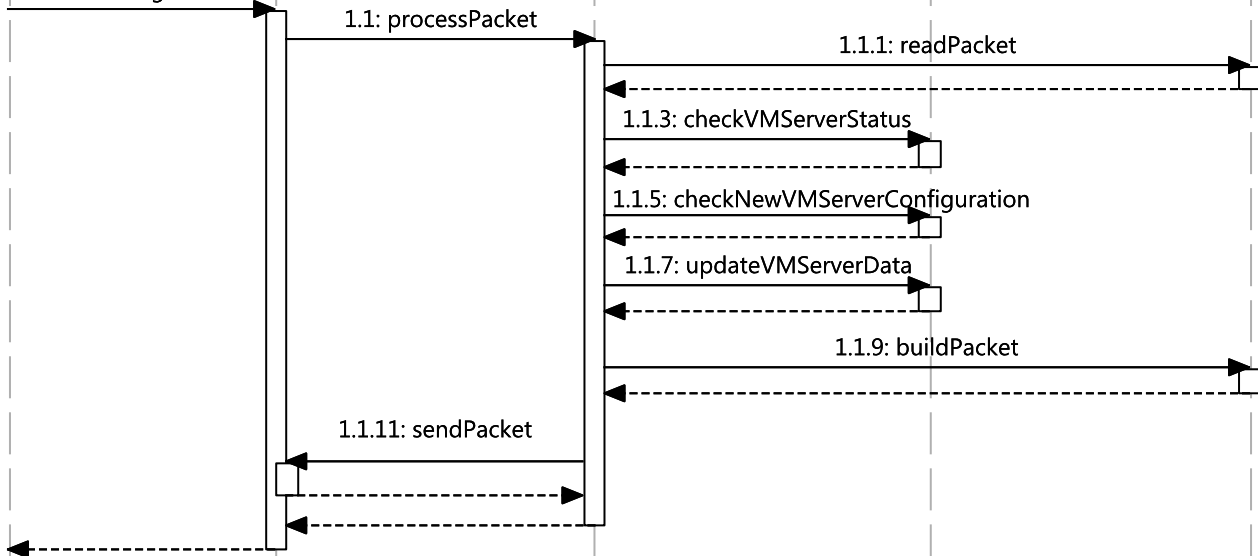 1.1: processPacket
1.1.1: readPacket
1.1.3: checkVMServerStatus
1.1.5: checkNewVMServerConfiguration
1.1.7: updateVMServerData
1.1.9: buildPacket
1.1.11: sendPacket